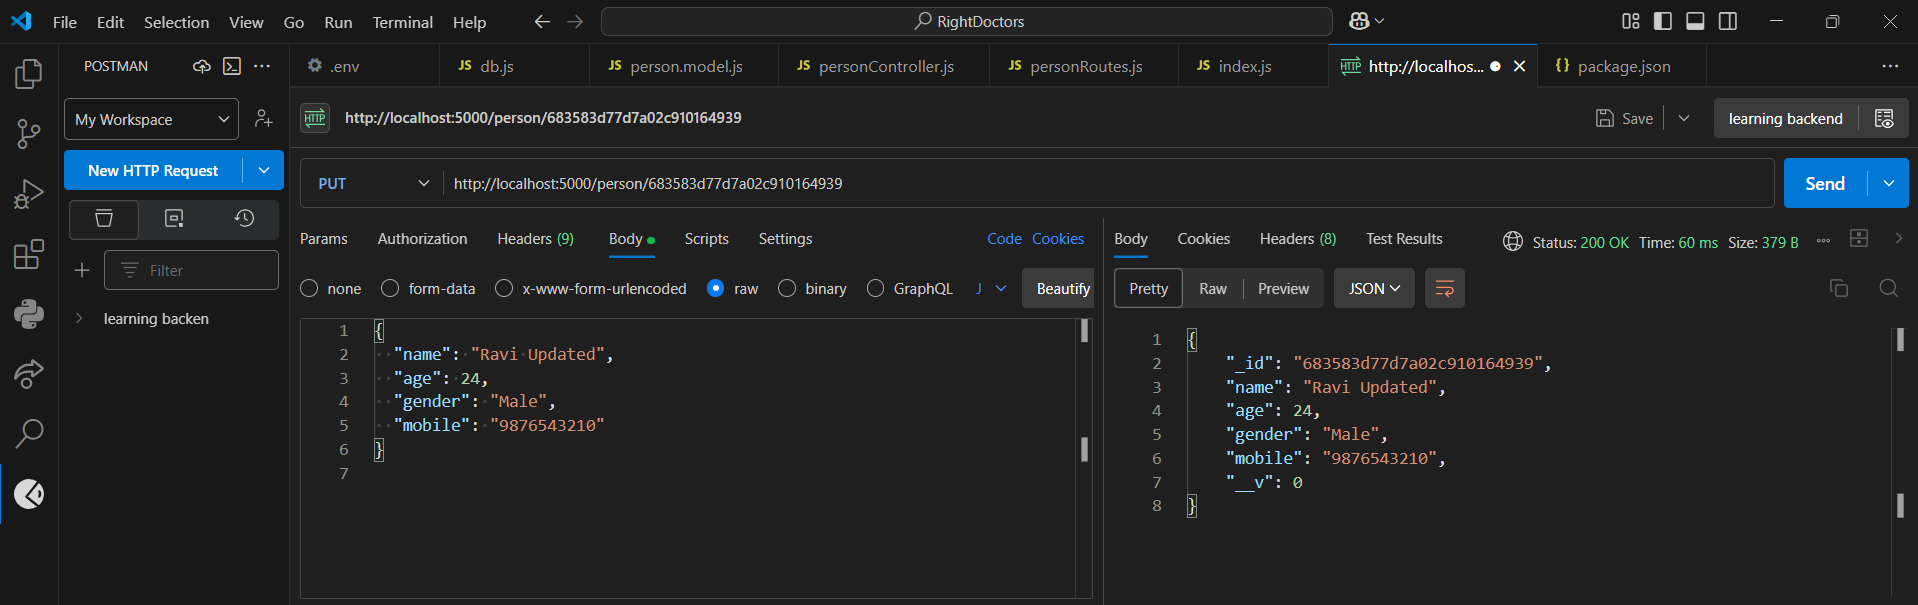 File Edit Selection View Go Run Terminal Help
RightDoctors
POSTMAN
.env
JS db.js
JS person.model.js
JS personController.js
JS personRoutes.js
JS index.js
HTTP http://localhos...
{} package.json
My Workspace
HTTP http://localhost:5000/person/683583d77d7a02c910164939
Save
learning backend
New HTTP Request
PUT
http://localhost:5000/person/683583d77d7a02c910164939
Send
Filter
learning backen
Params Authorization Headers (9) Body Scripts Settings Code Cookies
none form-data x-www-form-urlencoded raw binary GraphQL J Beautify
1 {
2 "name": "Ravi Updated",
3 "age": 24,
4 "gender": "Male",
5 "mobile": "9876543210"
6 }
7
Body Cookies Headers (8) Test Results Status: 200 OK Time: 60 ms Size: 379 B
Pretty Raw Preview JSON
1 {
2 "_id": "683583d77d7a02c910164939",
3 "name": "Ravi Updated",
4 "age": 24,
5 "gender": "Male",
6 "mobile": "9876543210",
7 "__v": 0
8 }